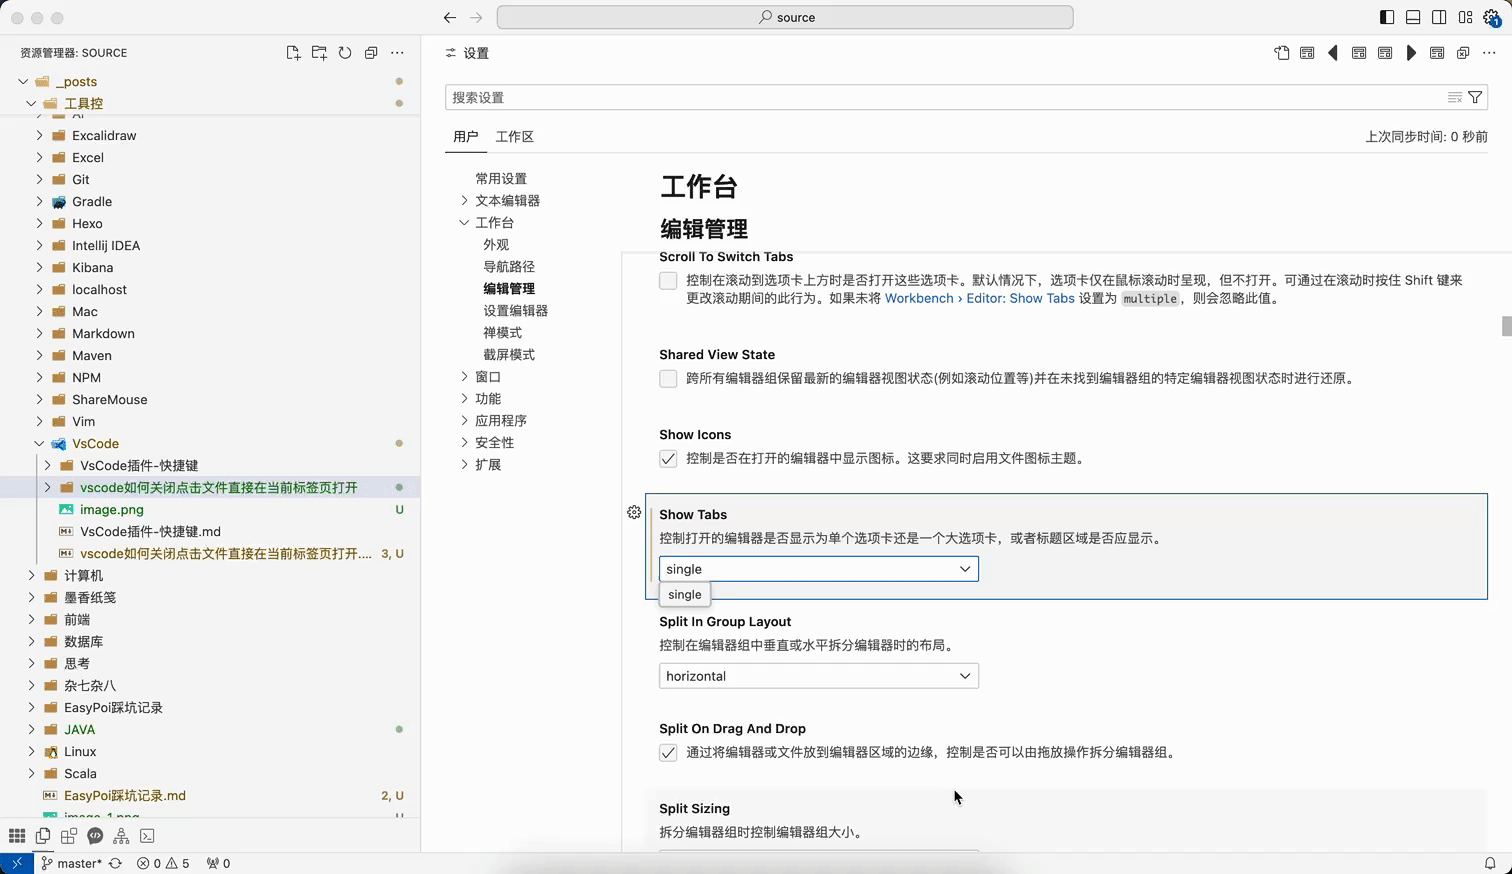 source
1
资源管理器: SOURCE
设置
_posts
工具控
AI
Excalidraw
Excel
Git
Gradle
Hexo
Intellij IDEA
Kibana
localhost
Mac
Markdown
Maven
NPM
ShareMouse
Vim
VsCode
VsCode插件-快捷键
vscode如何关闭点击文件直接在当前标签页打开
image.png U
VsCode插件-快捷键.md
vscode如何关闭点击文件直接在当前标签页打开.... 3, U
计算机
墨香纸笺
前端
数据库
思考
杂七杂八
EasyPoi踩坑记录
JAVA
Linux
Scala
EasyPoi踩坑记录.md 2, U
image-1.png U
搜索设置
用户 工作区
上次同步时间: 0 秒前
常用设置
文本编辑器
工作台
外观
导航路径
编辑管理
设置编辑器
禅模式
截屏模式
窗口
功能
应用程序
安全性
扩展
工作台
编辑管理
Scroll To Switch Tabs
控制在滚动到选项卡上方时是否打开这些选项卡。默认情况下，选项卡仅在鼠标滚动时呈现，但不打开。可通过在滚动时按住 Shift 键来
更改滚动期间的此行为。如果未将 Workbench › Editor: Show Tabs 设置为 multiple，则会忽略此值。
Shared View State
跨所有编辑器组保留最新的编辑器视图状态(例如滚动位置等)并在未找到编辑器组的特定编辑器视图状态时进行还原。
Show Icons
控制是否在打开的编辑器中显示图标。这要求同时启用文件图标主题。
Show Tabs
控制打开的编辑器是否显示为单个选项卡还是一个大选项卡，或者标题区域是否应显示。
single
single
Split In Group Layout
控制在编辑器组中垂直或水平拆分编辑器时的布局。
horizontal
Split On Drag And Drop
通过将编辑器或文件放到编辑器区域的边缘，控制是否可以由拖放操作拆分编辑器组。
Split Sizing
拆分编辑器组时控制编辑器组大小。
master* 0 5 0